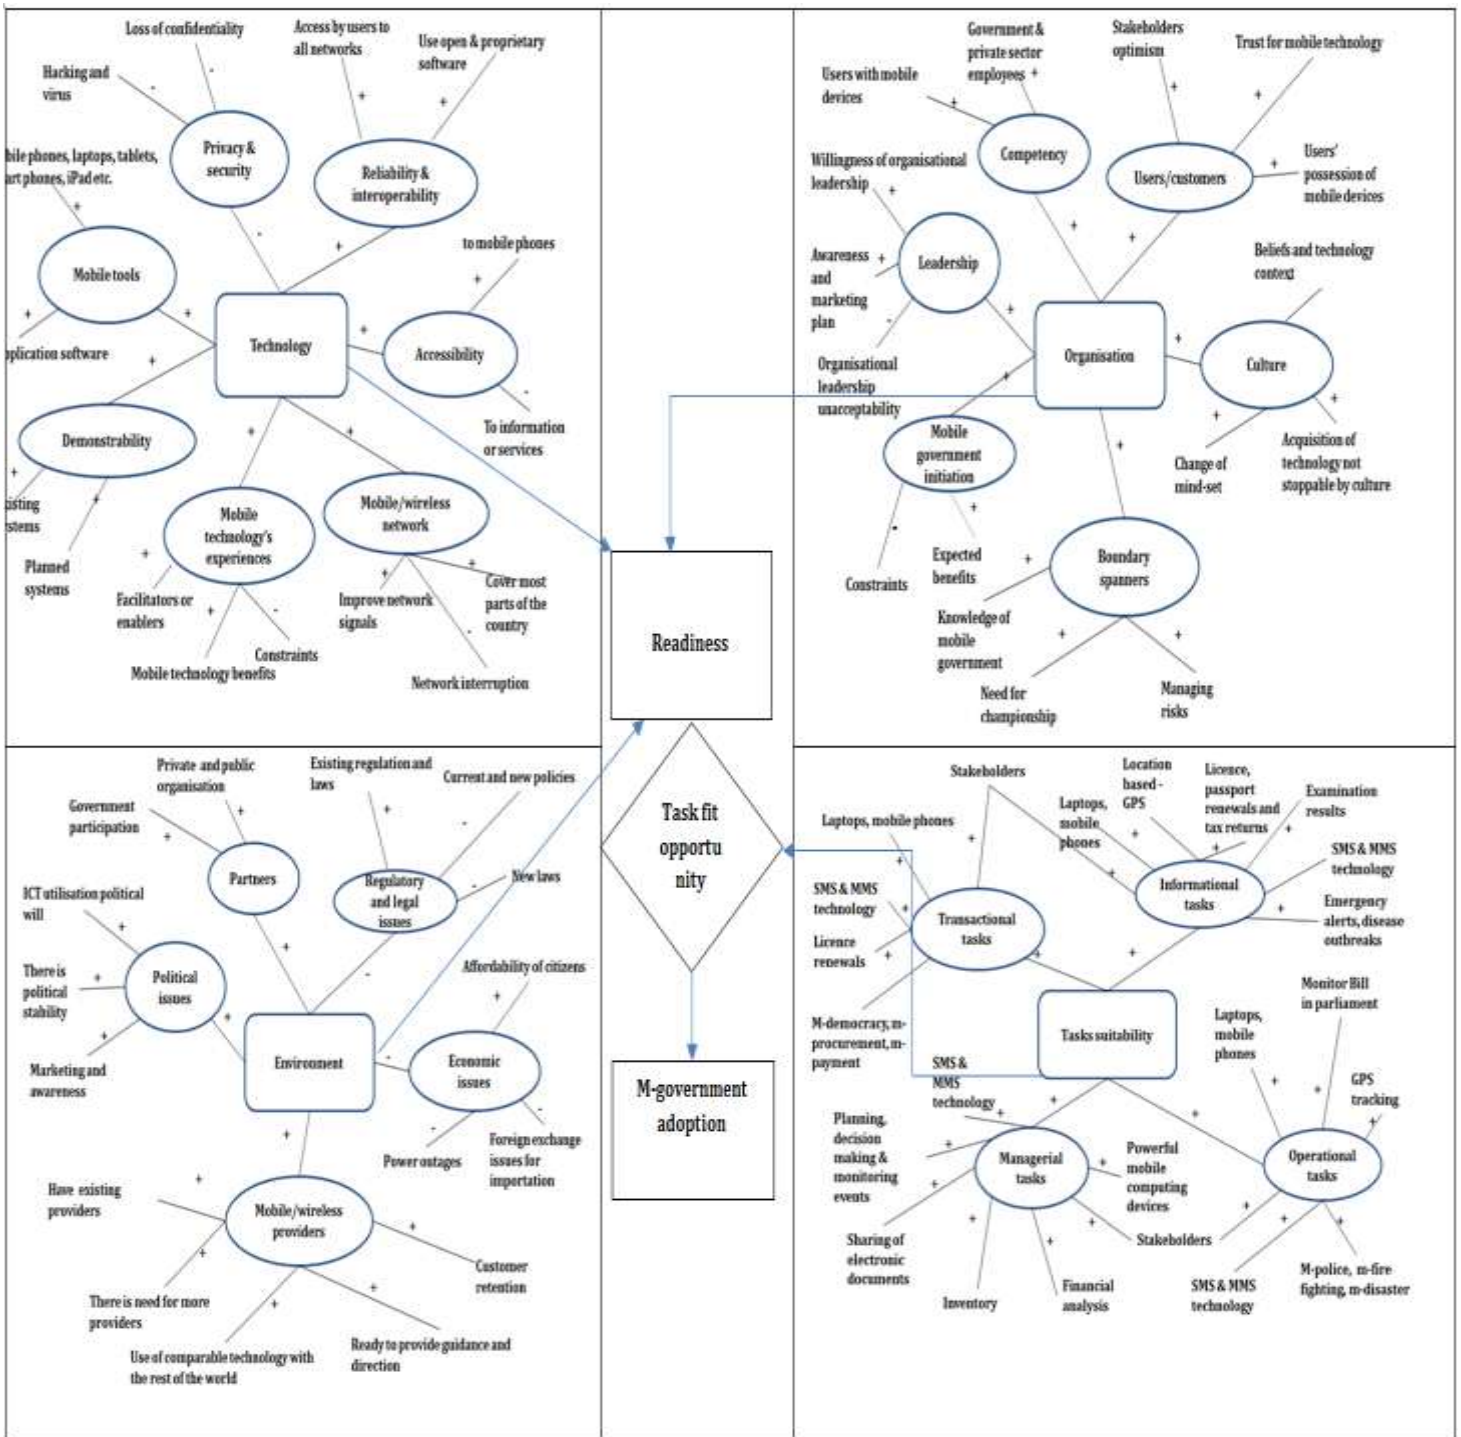 Loss of confidentiality
Hacking and
virus
Privacy &
security
Access by users to
all networks
Use open & proprietary
software
Reliability &
interoperability
bile phones, laptops, tablets,
art phones, iPad etc.
Mobile tools
pplication software
to mobile phones
Accessibility
To information
or services
Technology
Demonstrability
xisting
stems
Planned
systems
Mobile
technology's
experiences
Facilitators or
enablers
Mobile technology benefits
Constraints
Mobile/wireless
network
Improve network
signals
Cover most
parts of the
country
Network interruption
Government &
private sector
employees
Users with mobile
devices
Competency
Stakeholders
optimism
Trust for mobile technology
Users/customers
Users'
possession of
mobile devices
Willingness of organisational
leadership
Leadership
Awareness
and
marketing
plan
Organisational
leadership
unacceptability
Organisation
Beliefs and technology
context
Culture
Change of
mind-set
Acquisition of
technology not
stoppable by culture
Mobile
government
initiation
Constraints
Expected
benefits
Boundary
spanners
Knowledge of
mobile
government
Need for
championship
Managing
risks
Readiness
Task fit
opportu
nity
M-government
adoption
Private and public
organisation
Government
participation
Partners
Existing regulation and
laws
Current and new policies
Regulatory
and legal
issues
New laws
ICT utilisation political
will
There is
political
stability
Political
issues
Marketing and
awareness
Environment
Affordability of citizens
Economic
issues
Power outages
Foreign exchange
issues for
importation
Have existing
providers
Mobile/wireless
providers
Customer
retention
There is need for more
providers
Use of comparable technology with
the rest of the world
Ready to provide guidance and
direction
Stakeholders
Laptops, mobile phones
SMS & MMS
technology
Licence
renewals
Transactional
tasks
M-democracy, m-
procurement, m-
payment
Laptops,
mobile
phones
Location
based -
GPS
Licence,
passport
renewals and
tax returns
Examination
results
SMS & MMS
technology
Informational
tasks
Emergency
alerts, disease
outbreaks
Tasks suitability
SMS &
MMS
technology
Planning,
decision
making &
monitoring
events
Managerial
tasks
Powerful
mobile
computing
devices
Sharing of
electronic
documents
Inventory
Financial
analysis
Stakeholders
Monitor Bill
in parliament
Laptops,
mobile
phones
GPS
tracking
Operational
tasks
SMS & MMS
technology
M-police, m-fire
fighting, m-disaster